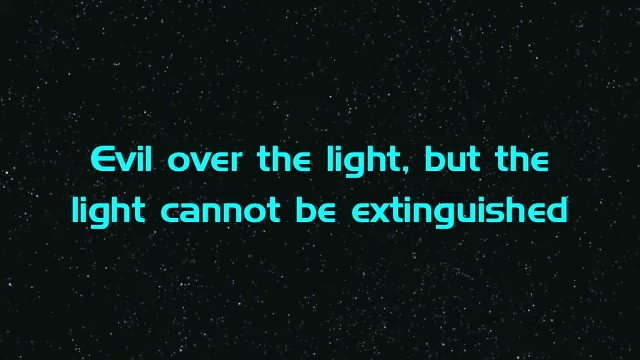 Evil over the light, but the
light cannot be extinguished